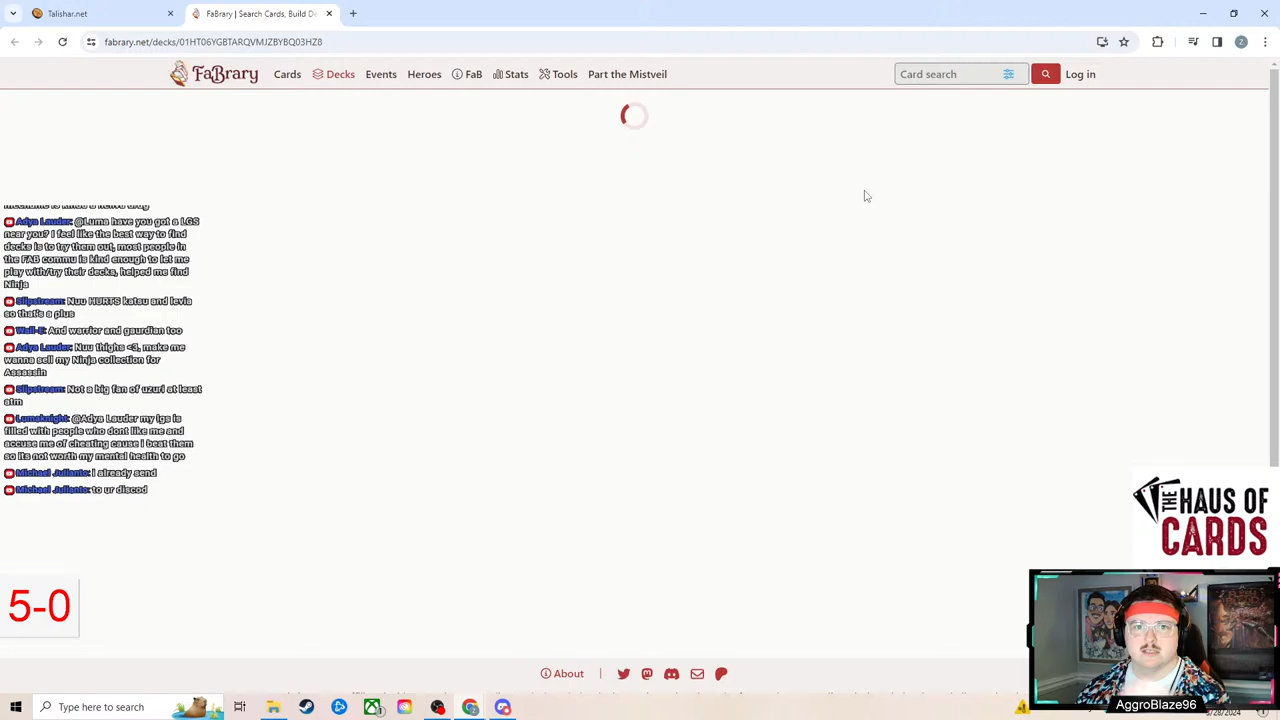 Talishar.net
FaBrary | Search Cards, Build De
fabrary.net/decks/01HT06YGBTARQVMJZBYBQ03HZ8
FaBrary
Cards
Decks
Events
Heroes
FaB
Stats
Tools
Part the Mistveil
Card search
Log in
Adya Lauder: @Luma have you got a LGS
near you? I feel like the best way to find
decks is to try them out, most people in
the FAB commu is kind enough to let me
play with/try their decks, helped me find
Ninja
Slipstream: Nuu HURTS katsu and levia
so that's a plus
Wall-E: And warrior and gaurdian too
Adya Lauder: Nuu thighs <3, make me
wanna sell my Ninja collection for
Assassin
Slipstream: Not a big fan of uzuri at least
atm
Lumaknight: @Adya Lauder my lgs is
filled with people who dont like me and
accuse me of cheating cause i beat them
so its not worth my mental health to go
Michael Julianto: I already send
Michael Julianto: to ur discod
5-0
THE HAUS OF
CARDS
About
AggroBlaze96
Type here to search
3/28/2024